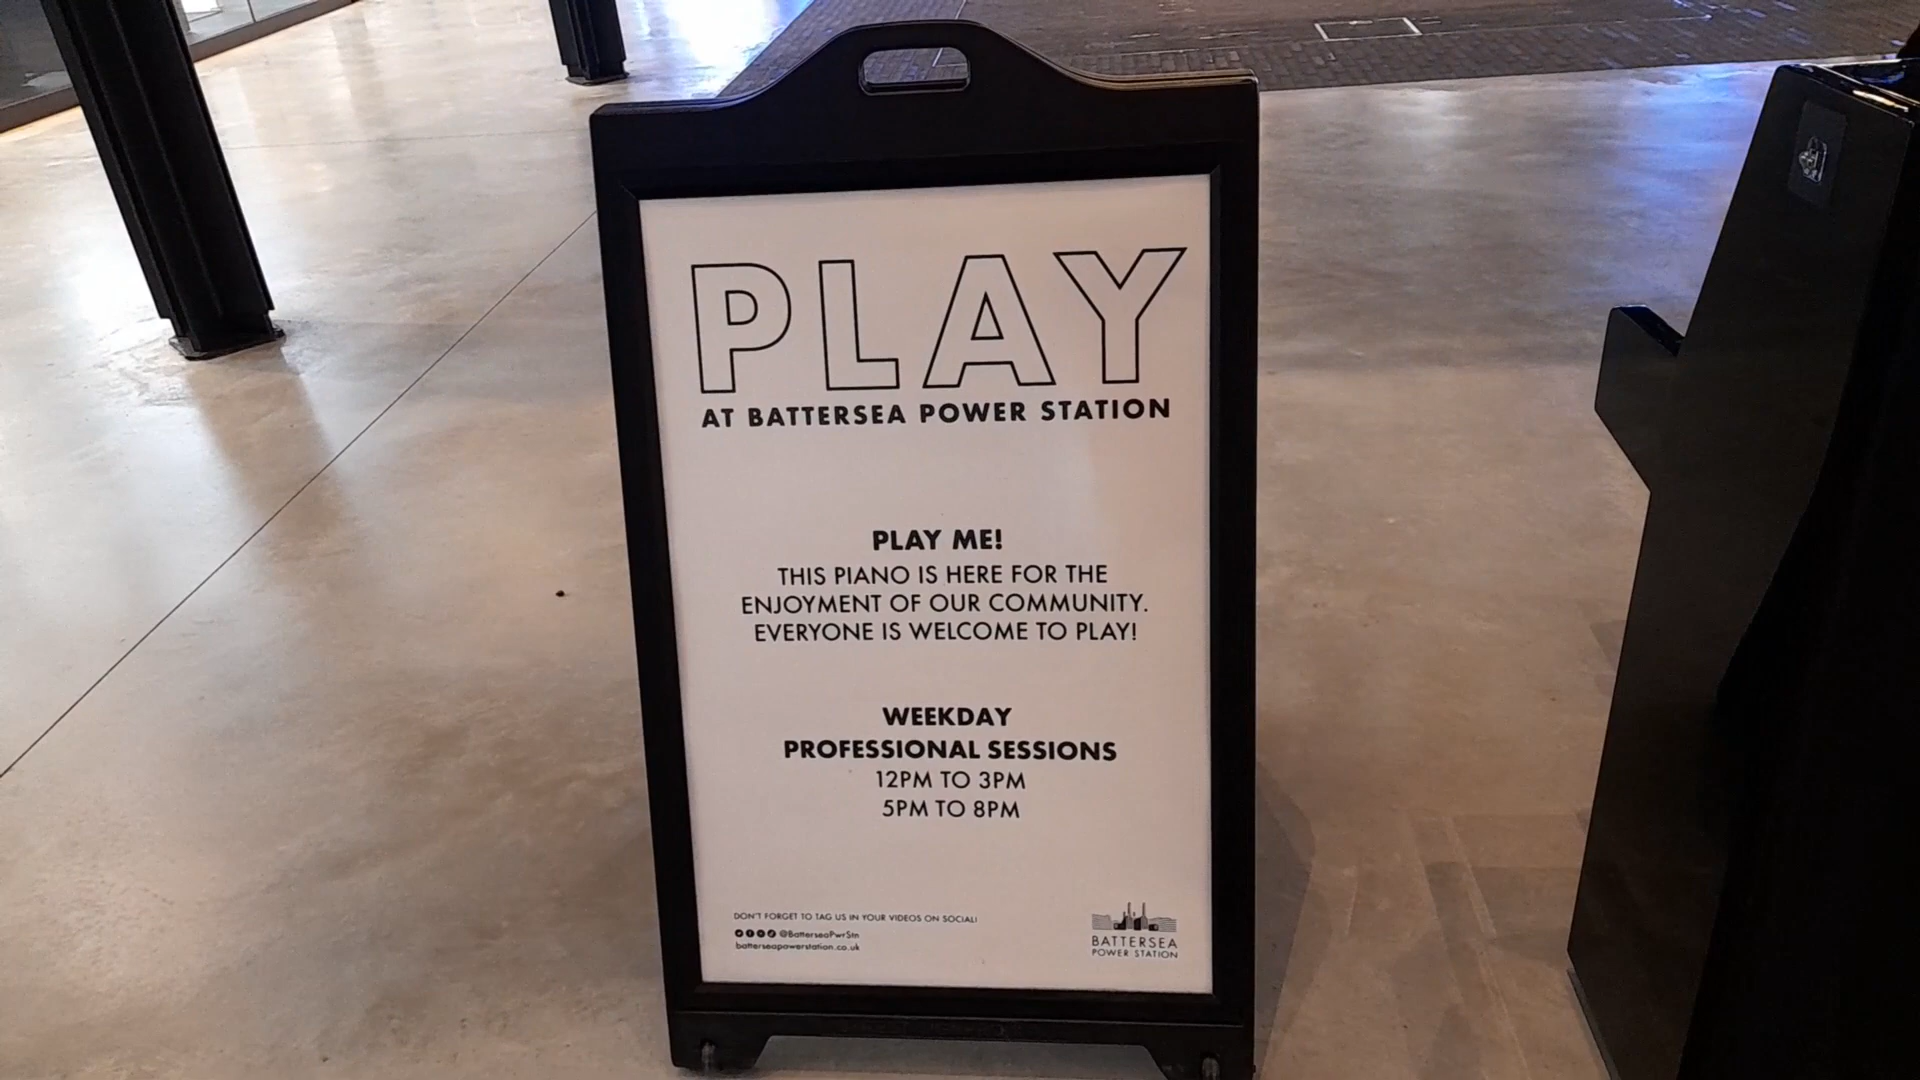 PLAY
AT BATTERSEA POWER STATION
PLAY ME!
THIS PIANO IS HERE FOR THE
ENJOYMENT OF OUR COMMUNITY.
EVERYONE IS WELCOME TO PLAY!
WEEKDAY
PROFESSIONAL SESSIONS
12PM TO 3PM
5PM TO 8PM
DON'T FORGET TO TAG US IN YOUR VIDEOS ON SOCIAL!
@BatterseaPwrStn
batterseapowerstation.co.uk
BATTERSEA
POWER STATION